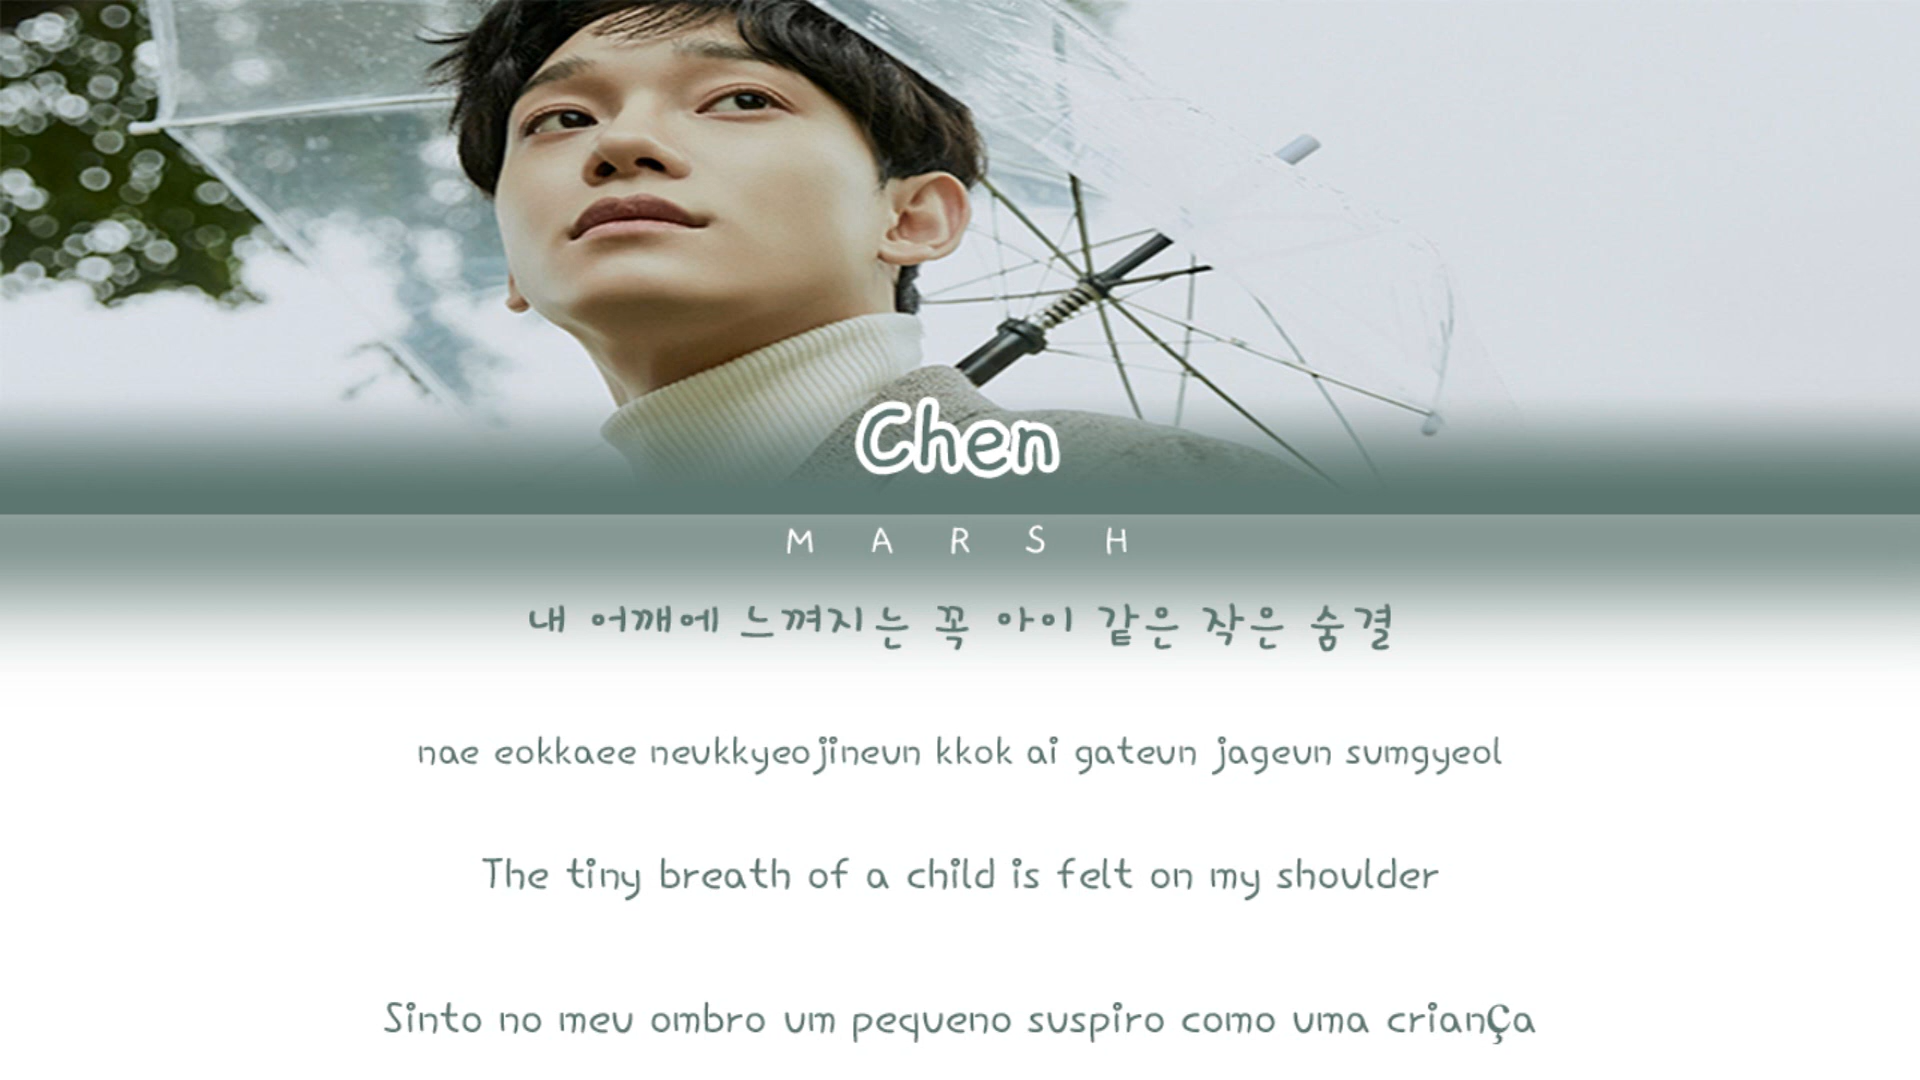 Chen
MARSH
내 어깨에 느껴지는 꼭 아이 같은 작은 숨결
nae eokkaee neukkyeojineun kkok ai gateun jageun sumgyeol
The tiny breath of a child is felt on my shoulder
Sinto no meu ombro um pequeno suspiro como uma criança